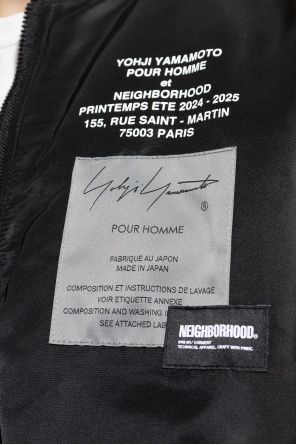 YOHJI YAMAMOTO
POUR HOMME
et
NEIGHBORHOOD
PRINTEMPS ETE 2024 - 2025
155, RUE SAINT - MARTIN
75003 PARIS
Yohji Yamamoto
®
POUR HOMME
FABRIQUE AU JAPON
MADE IN JAPAN
COMPOSITION ET INSTRUCTIONS DE LAVAGE
VOIR ETIQUETTE ANNEXE
COMPOSITION AND WASHING I
SEE ATTACHED LAB
NEIGHBORHOOD®
URBAN / GARMENT
TECHNICAL APPAREL, CRAFT WITH PRIDE.